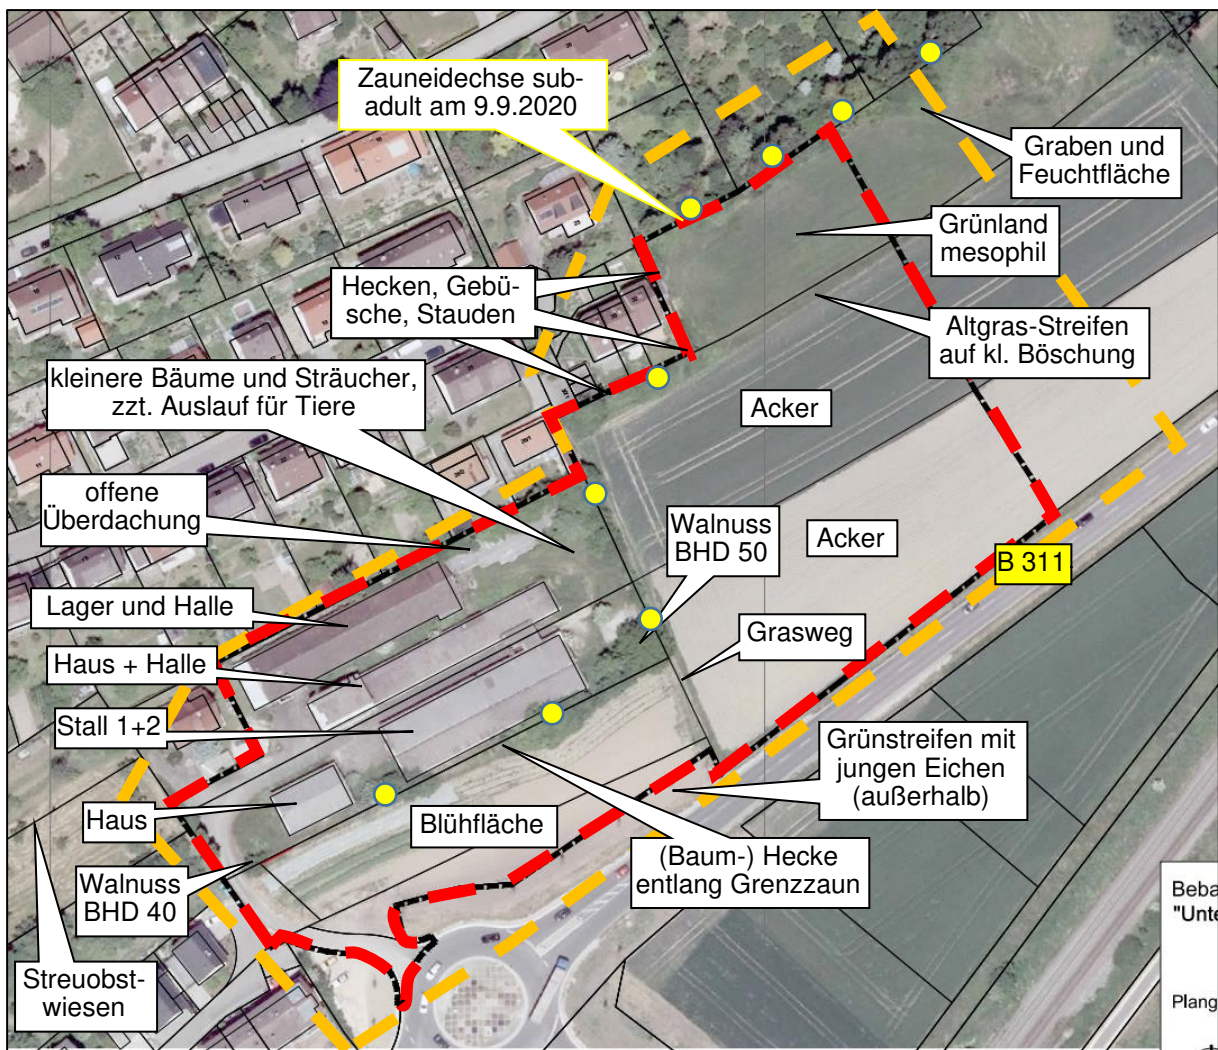 Zauneidechse sub-
adult am 9.9.2020
Graben und
Feuchtfläche
Grünland
mesophil
Hecken, Gebü-
sche, Stauden
Altgras-Streifen
auf kl. Böschung
kleinere Bäume und Sträucher,
zzt. Auslauf für Tiere
Acker
offene
Überdachung
Walnuss
BHD 50
Acker
B 311
Lager und Halle
Grasweg
Haus + Halle
Stall 1+2
Grünstreifen mit
jungen Eichen
(außerhalb)
Haus
Blühfläche
(Baum-) Hecke
entlang Grenzzaun
Walnuss
BHD 40
Beba
"Unte
Streuobst-
wiesen
Plang